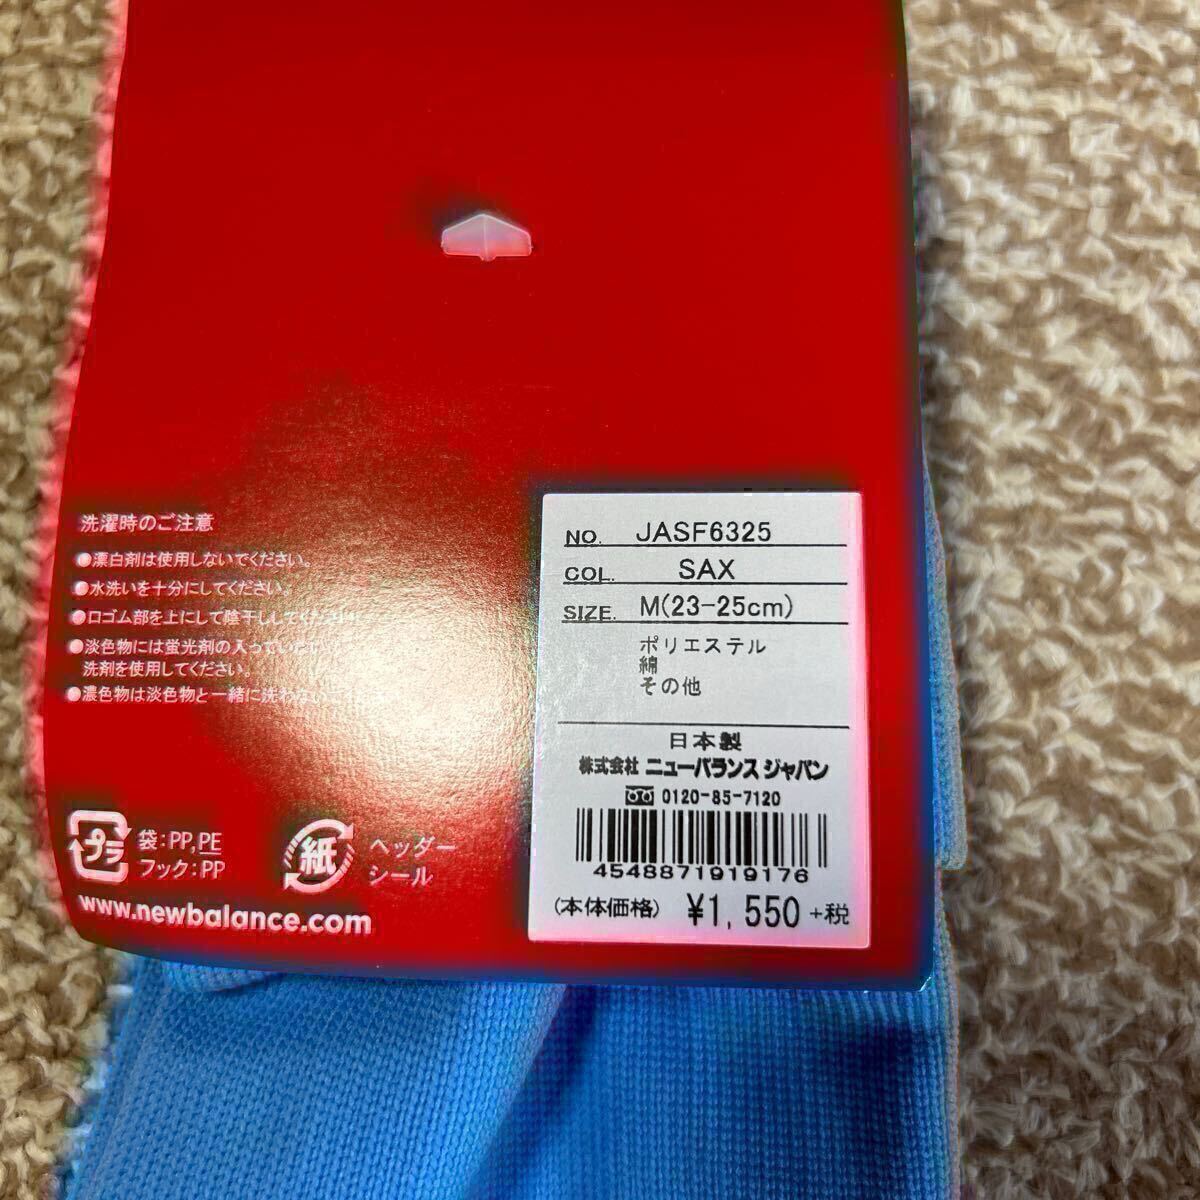 洗濯時のご注意
●漂白剤は使用しないでください。
●水洗いを十分にしてください。
●口ゴム部を上にして陰干ししてください。
●淡色物には蛍光剤の入っていない
洗剤を使用してください。
●濃色物は淡色物と一緒に洗わないでください。
プラ
袋:PP,PE
フック:PP
紙
ヘッダー
シール
www.newbalance.com
NO. JASF6325
COL. SAX
SIZE. M(23-25cm)
ポリエステル
綿
その他
日本製
株式会社 ニューバランス ジャパン
0120-85-7120
4548871919176
(本体価格) ¥1,550 +税